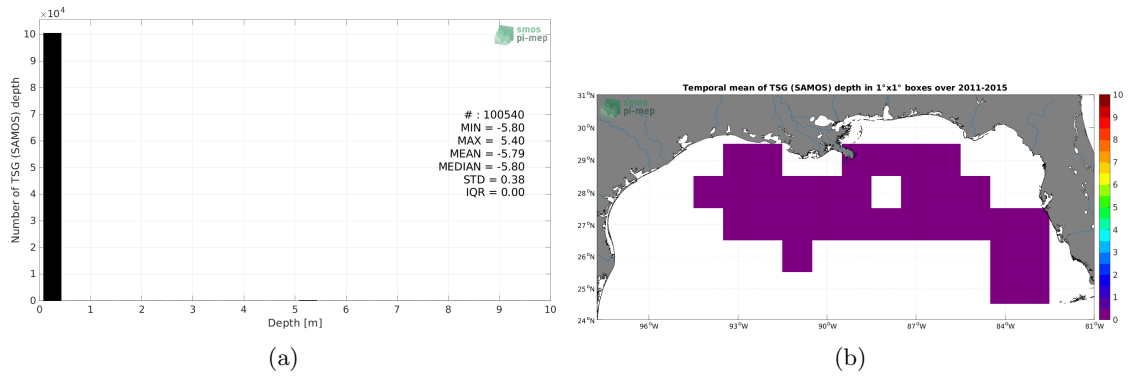 ×10⁴
10
9
8
7
6
5
4
3
2
1
0
Number of TSG (SAMOS) depth
smos
pi-mep
# : 100540
MIN = -5.80
MAX = 5.40
MEAN = -5.79
MEDIAN = -5.80
STD = 0.38
IQR = 0.00
0 1 2 3 4 5 6 7 8 9 10
Depth [m]
(a)
Temporal mean of TSG (SAMOS) depth in 1°x1° boxes over 2011-2015
smos
pi-mep
31°N
30°N
29°N
28°N
27°N
26°N
25°N
24°N
96°W 93°W 90°W 87°W 84°W 81°W
10
9
8
7
6
5
4
3
2
1
0
(b)